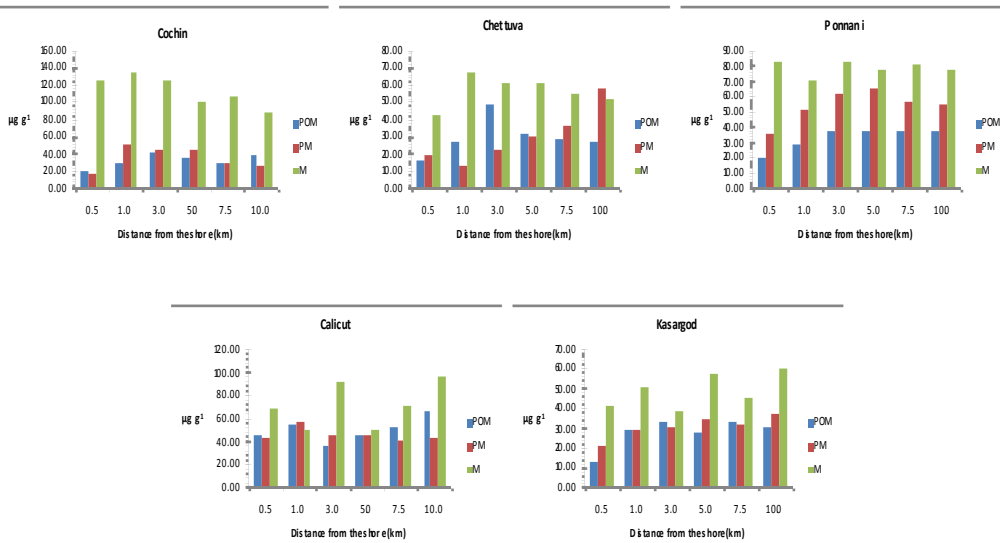 Cochin
160.00
140.00
120.00
100.00
80.00
60.00
40.00
20.00
0.00
µg g¹
0.5 1.0 3.0 50 7.5 10.0
Distance from the shore(km)
POM
PM
M
Chettuva
80.00
70.00
60.00
50.00
40.00
30.00
20.00
10.00
0.00
µg g¹
0.5 1.0 3.0 5.0 7.5 100
Distance from the shore(km)
POM
PM
M
Ponnani
90.00
80.00
70.00
60.00
50.00
40.00
30.00
20.00
10.00
0.00
µg g¹
0.5 1.0 3.0 5.0 7.5 100
Distance from the shore(km)
POM
PM
M
Calicut
120.00
100.00
80.00
60.00
40.00
20.00
0.00
µg g¹
0.5 1.0 3.0 50 7.5 10.0
Distance from the shore(km)
POM
PM
M
Kasargod
70.00
60.00
50.00
40.00
30.00
20.00
10.00
0.00
µg g¹
0.5 1.0 3.0 5.0 7.5 100
Distance from the shore(km)
POM
PM
M